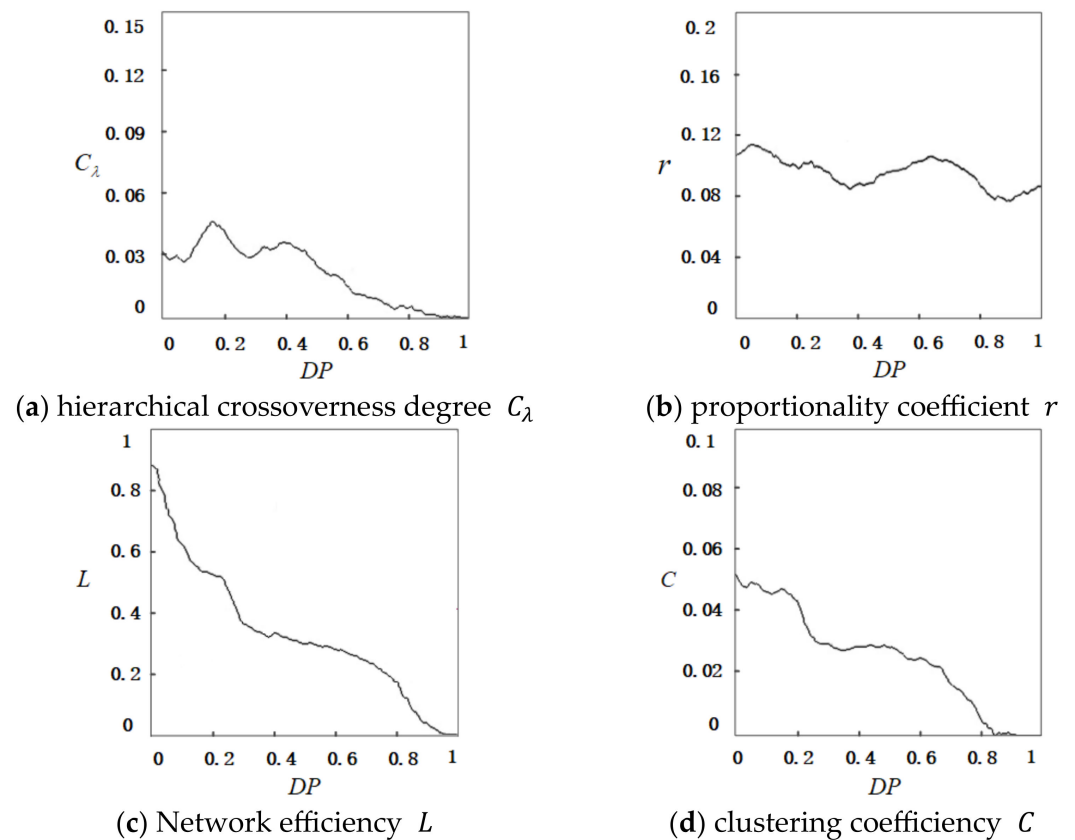 0.15
0.12
0.09
Cλ
0.06
0.03
0
0 0.2 0.4 0.6 0.8 1
DP
(a) hierarchical crossoverness degree Cλ
0.2
0.16
0.12
r
0.08
0.04
0
0 0.2 0.4 0.6 0.8 1
DP
(b) proportionality coefficient r
1
0.8
0.6
L
0.4
0.2
0
0 0.2 0.4 0.6 0.8 1
DP
(c) Network efficiency L
0.1
0.08
0.06
C
0.04
0.02
0
0 0.2 0.4 0.6 0.8 1
DP
(d) clustering coefficiency C